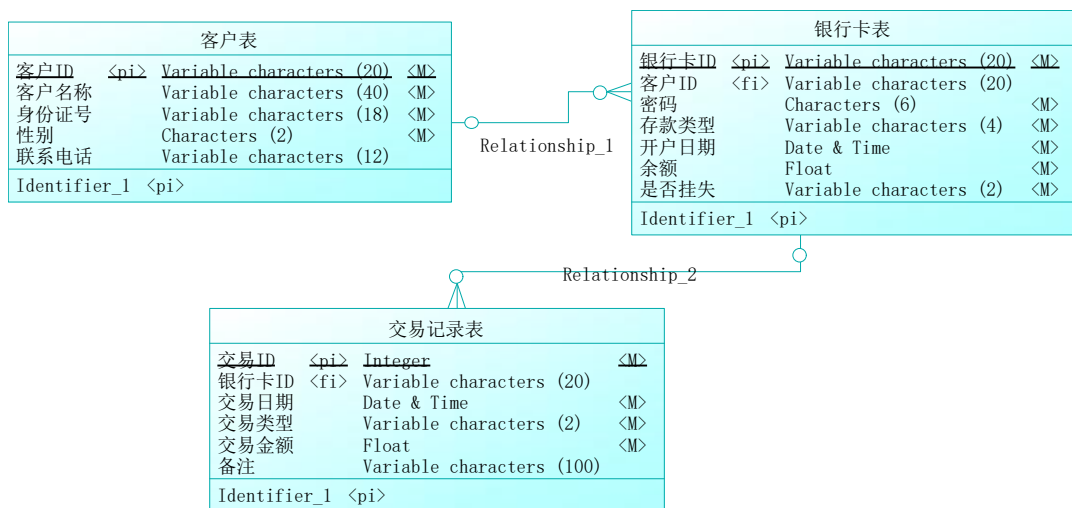 客户表
客户ID <pi> Variable characters (20) <M>
客户名称 Variable characters (40) <M>
身份证号 Variable characters (18) <M>
性别 Characters (2) <M>
联系电话 Variable characters (12)
Identifier_1 <pi>
Relationship_1
银行卡表
银行卡ID <pi> Variable characters (20) <M>
客户ID <fi> Variable characters (20)
密码 Characters (6) <M>
存款类型 Variable characters (4) <M>
开户日期 Date & Time <M>
余额 Float <M>
是否挂失 Variable characters (2) <M>
Identifier_1 <pi>
Relationship_2
交易记录表
交易ID <pi> Integer <M>
银行卡ID <fi> Variable characters (20)
交易日期 Date & Time <M>
交易类型 Variable characters (2) <M>
交易金额 Float <M>
备注 Variable characters (100)
Identifier_1 <pi>